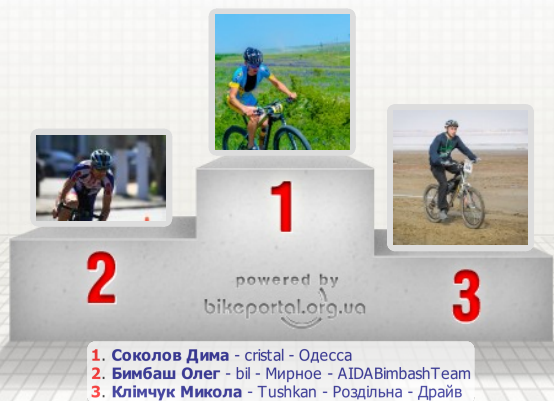 1
2
3
powered by
bikeportal.org.ua
1. Соколов Дима - cristal - Одесса
2. Бимбаш Олег - bil - Мирное - AIDABimbashTeam
3. Клімчук Микола - Tushkan - Роздільна - Драйв